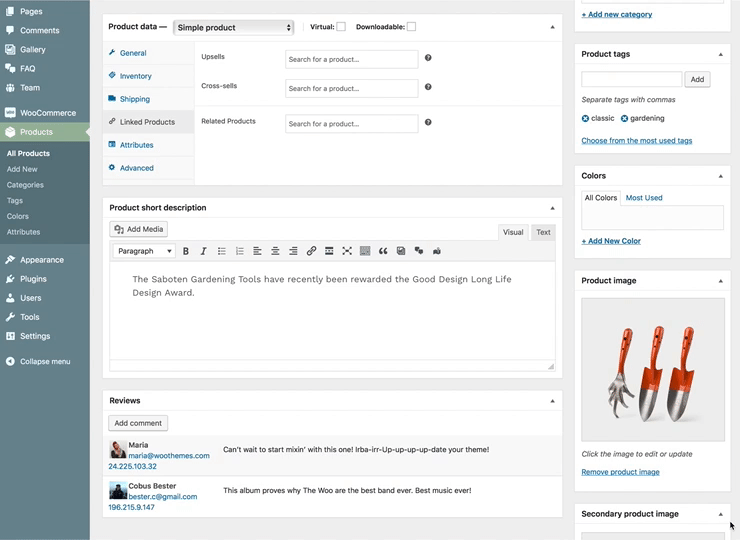 Pages
Comments
Gallery
FAQ
Team
WooCommerce
Products
All Products
Add New
Categories
Tags
Colors
Attributes
Appearance
Plugins
Users
Tools
Settings
Collapse menu
Product data — Simple product Virtual: Downloadable:
General
Inventory
Shipping
Linked Products
Attributes
Advanced
Upsells Search for a product...
Cross-sells Search for a product...
Related Products Search for a product...
Product short description
Add Media
Visual Text
Paragraph
The Saboten Gardening Tools have recently been rewarded the Good Design Long Life
Design Award.
Reviews
Add comment
Maria
maria@woothemes.com
24.225.103.32
Can't wait to start mixin' with this one! Irba-irr-Up-up-up-up-date your theme!
Cobus Bester
bester.c@gmail.com
196.215.9.147
This album proves why The Woo are the best band ever. Best music ever!
+ Add new category
Product tags
Add
Separate tags with commas
classic gardening
Choose from the most used tags
Colors
All Colors Most Used
+ Add New Color
Product image
Click the image to edit or update
Remove product image
Secondary product image